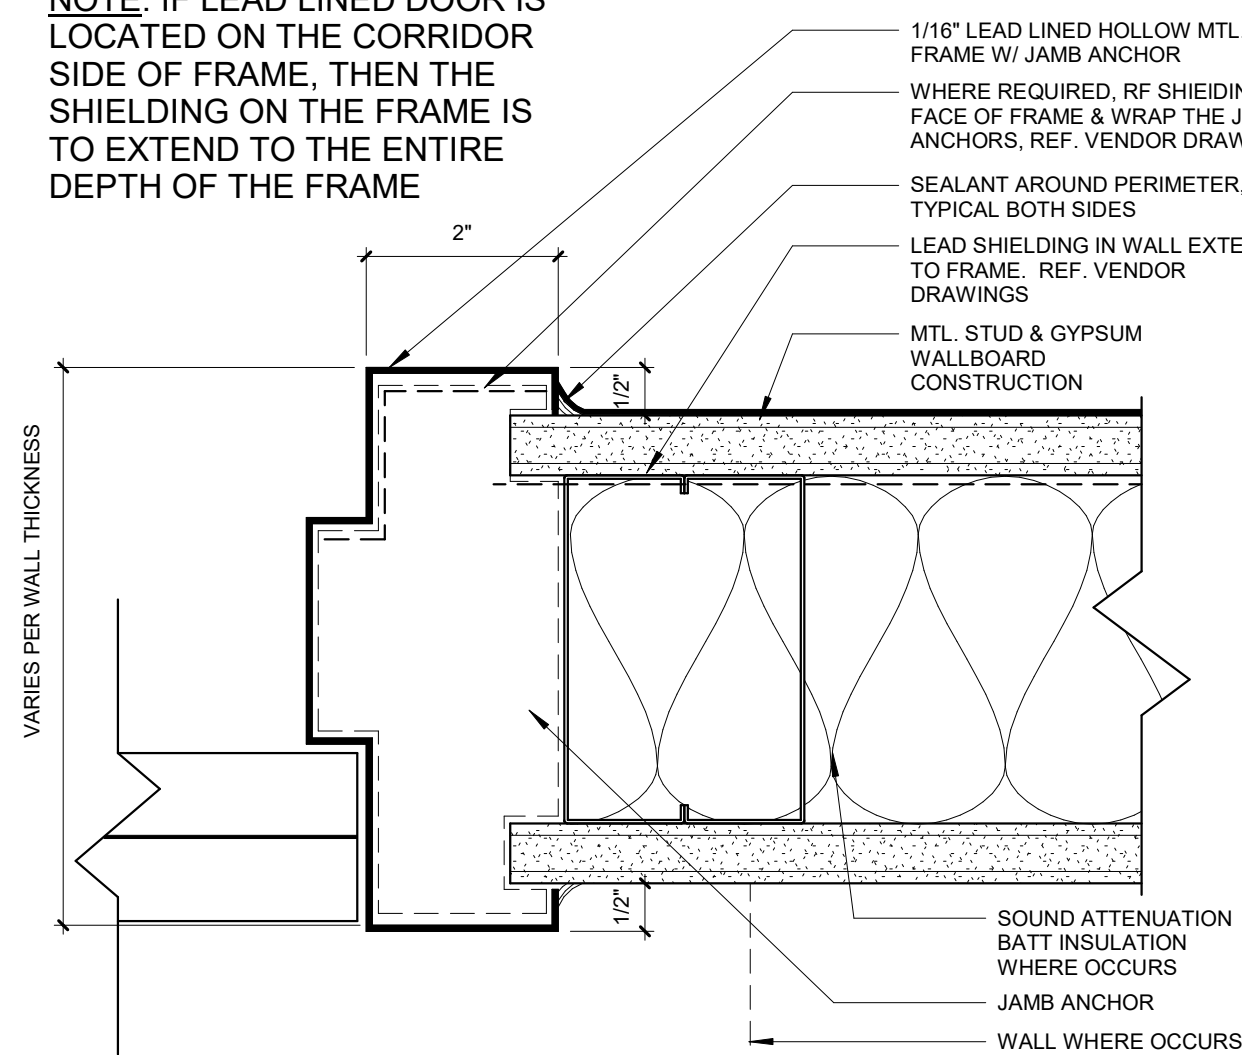 NOTE: IF LEAD LINED DOOR IS
LOCATED ON THE CORRIDOR
SIDE OF FRAME, THEN THE
SHIELDING ON THE FRAME IS
TO EXTEND TO THE ENTIRE
DEPTH OF THE FRAME
1/16" LEAD LINED HOLLOW MTL.
FRAME W/ JAMB ANCHOR
WHERE REQUIRED, RF
FACE OF FRAME & WRAP THE
ANCHORS, REF. VENDOR
SEALANT AROUND PERIMETER,
TYPICAL BOTH SIDES
LEAD SHIELDING IN WALL
TO FRAME. REF. VENDOR
DRAWINGS
MTL. STUD & GYPSUM
WALLBOARD
CONSTRUCTION
2"
1/2"
VARIES PER WALL THICKNESS
1/2"
SOUND ATTENUATION
BATT INSULATION
WHERE OCCURS
JAMB ANCHOR
WALL WHERE OCCURS